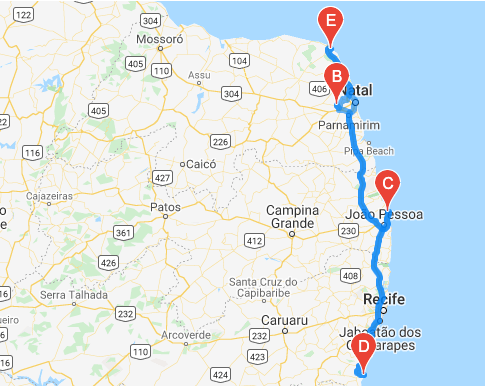 122
304
E
Mossoró
405
110
Assu
104
B
406
Natal
304
405
Parnamirim
116
226
Pipa Beach
Caicó
427
C
Cajazeiras
Patos
João Pessoa
Campina
Grande
230
361
412
426
408
Santa Cruz do
Capibaribe
Serra Talhada
Recife
232
Caruaru
Jaboatão dos
Guararapes
Arcoverde
D
424
423